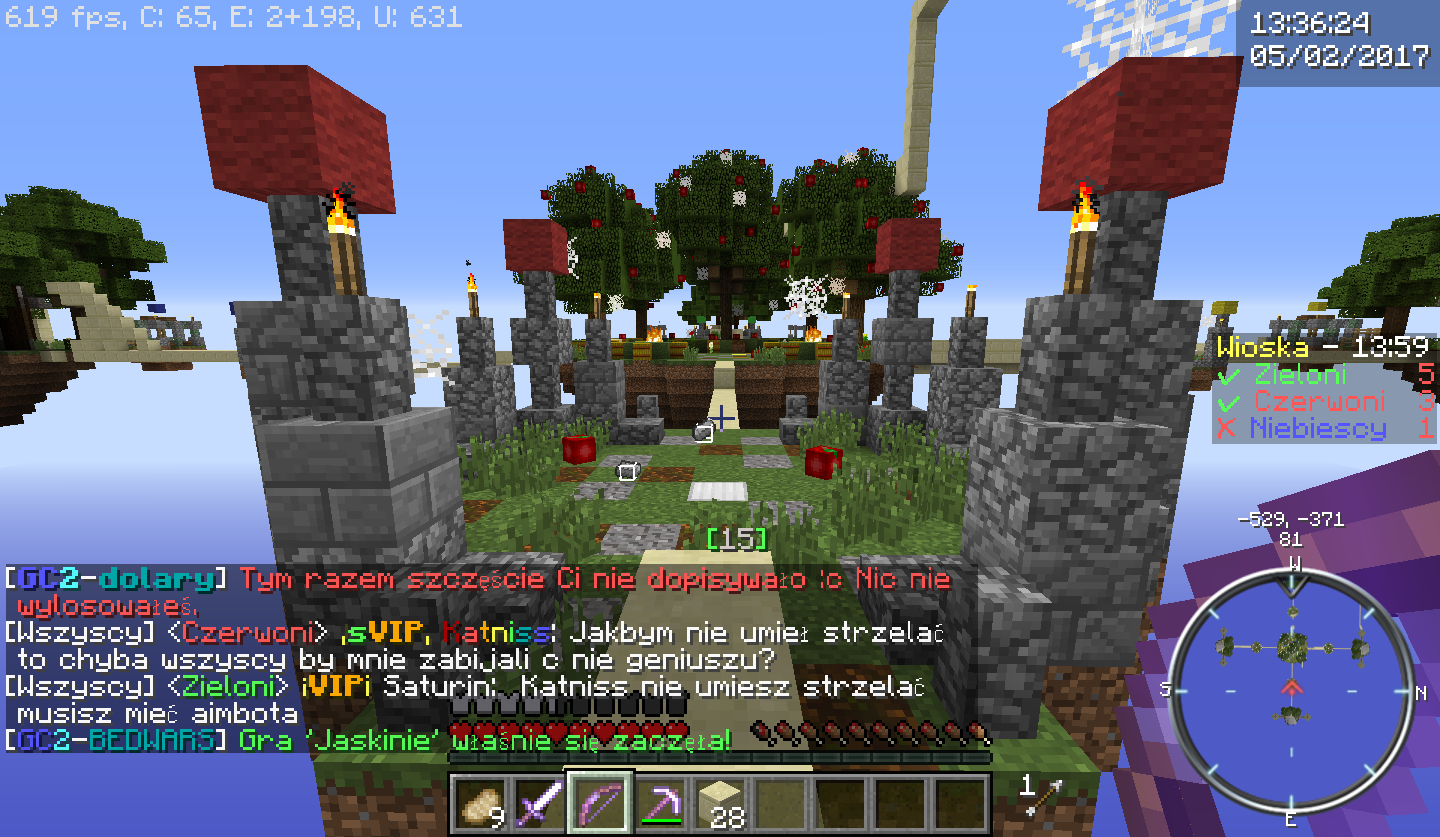 619 fps, C: 65, E: 2+198, U: 631
13:36:24
05/02/2017
Wioska - 13:59
✓ Zieloni 5
✓ Czerwoni 3
✗ Niebiescy 1
-529, -371
81
W
S
N
E
[15]
[GC2-dolary] Tym razem szczęście Ci nie dopisywało :c Nic nie
wylosowałeś.
[Wszyscy] <Czerwoni> ,sVIP, Katniss: Jakbym nie umieł strzelać
to chyba wszyscy by mnie zabijali c nie geniuszu?
[Wszyscy] <Zieloni> iVIPi Saturin: Katniss nie umiesz strzelać
musisz mieć aimbota
[GC2-BEDWARS] Gra 'Jaskinie' właśnie się zaczęła!
9
28
1